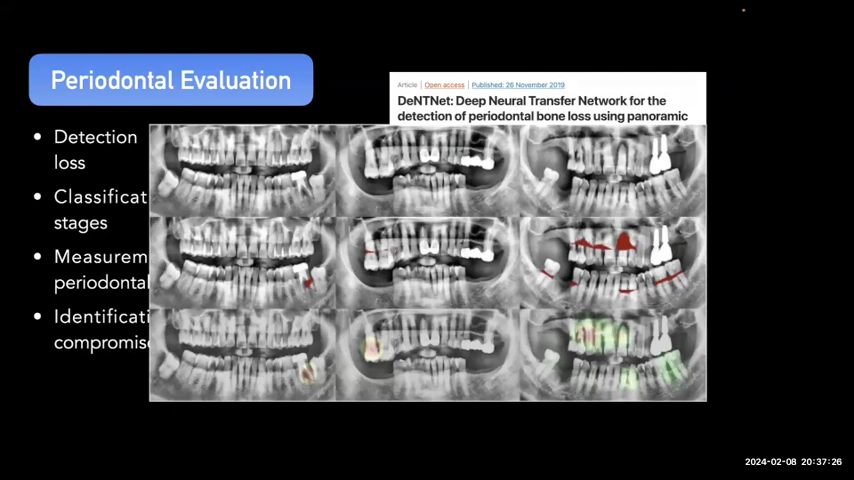 Periodontal Evaluation
Article | Open access | Published: 26 November 2019
DeNTNet: Deep Neural Transfer Network for the
detection of periodontal bone loss using panoramic
• Detection
loss
• Classificat
stages
• Measurem
periodontal
• Identificati
compromis
2024-02-08 20:37:26